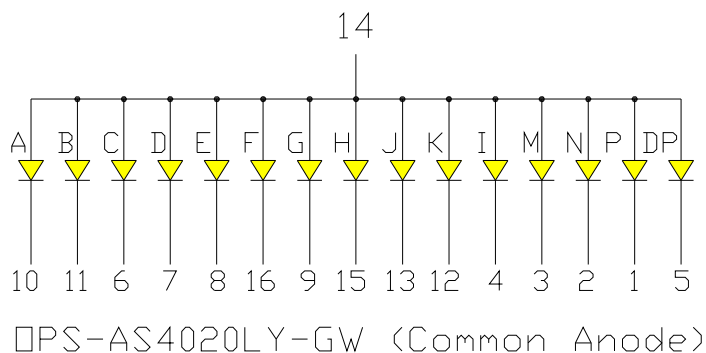 14
A B C D E F G H J K I M N P DP
10 11 6 7 8 16 9 15 13 12 4 3 2 1 5
OPS-AS4020LY-GW (Common Anode)